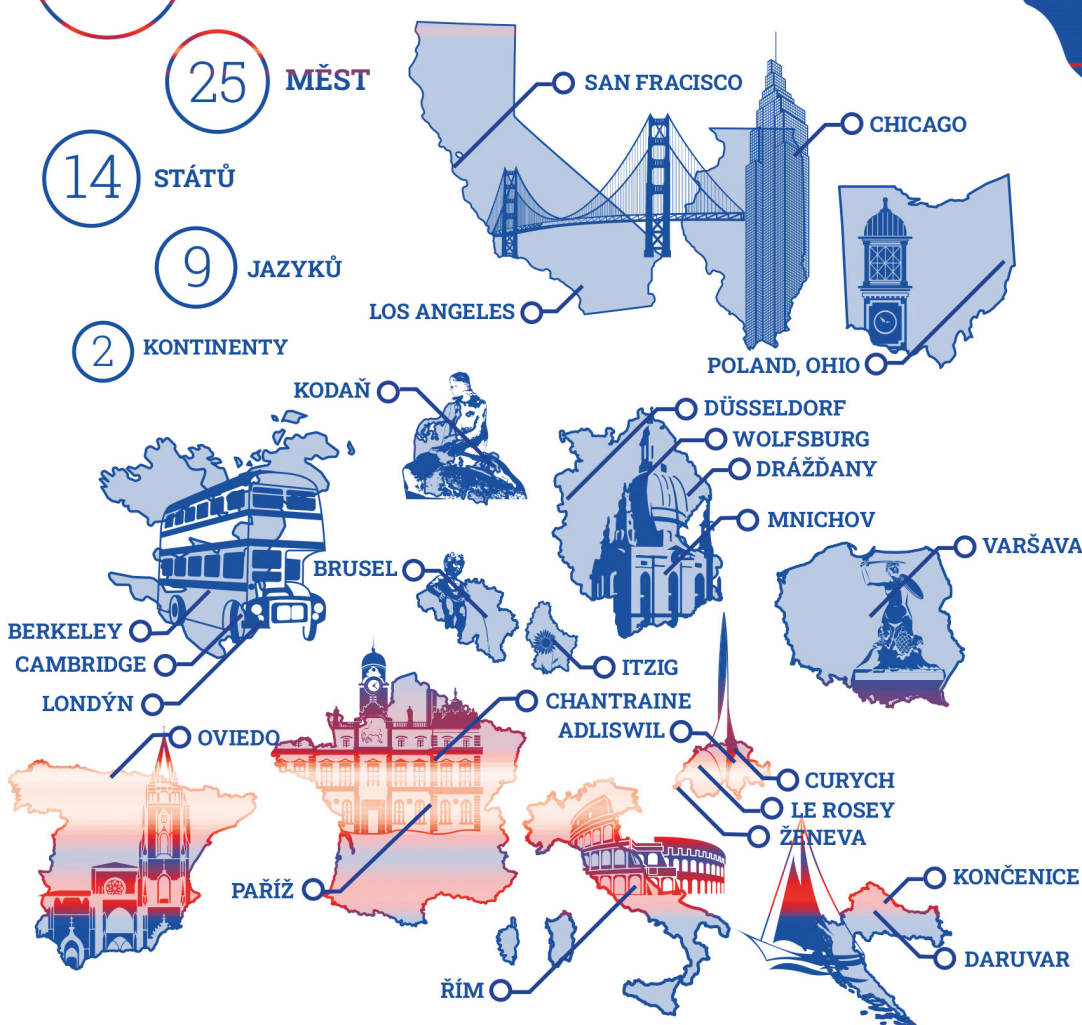 25 MĚST
14 STÁTŮ
9 JAZYKŮ
2 KONTINENTY
SAN FRACISCO
CHICAGO
LOS ANGELES
POLAND, OHIO
KODAŇ
DÜSSELDORF
WOLFSBURG
DRÁŽĎANY
MNICHOV
VARŠAVA
BRUSEL
BERKELEY
CAMBRIDGE
LONDÝN
ITZIG
CHANTRAINE
ADLISWIL
OVIEDO
CURYCH
LE ROSEY
ŽENEVA
PAŘÍŽ
KONČENICE
DARUVAR
ŘÍM